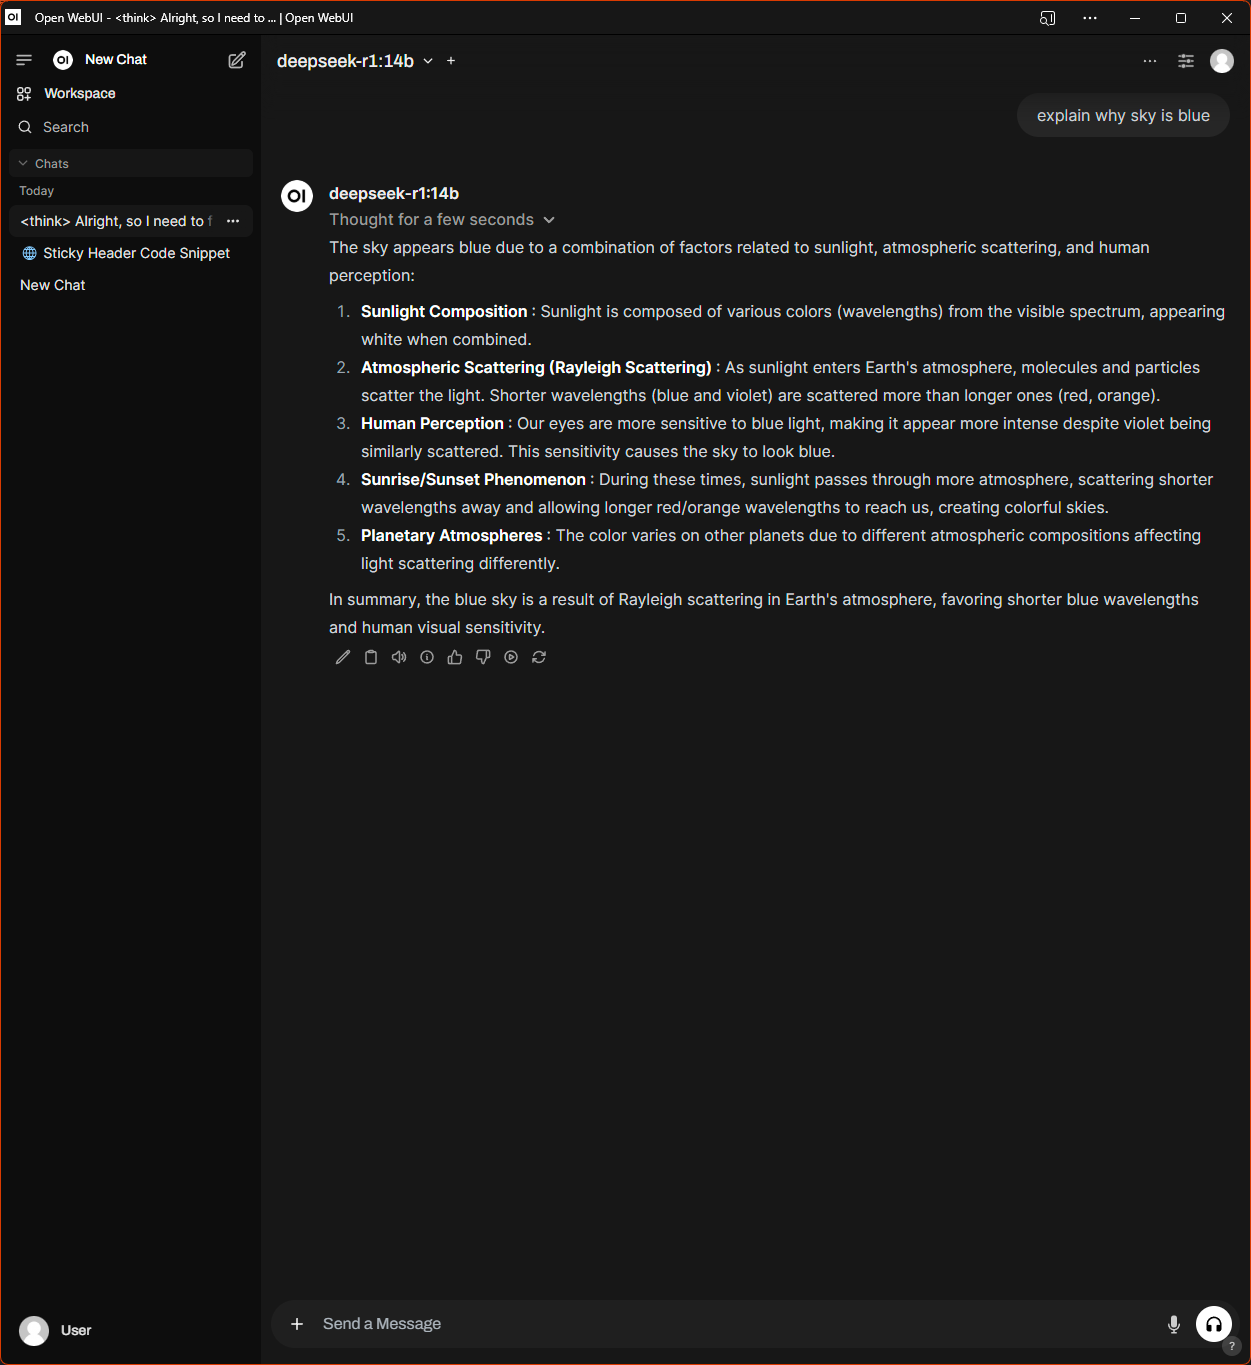 OI Open WebUI - <think> Alright, so I need to ... | Open WebUI
OI New Chat
Workspace
Search
Chats
Today
<think> Alright, so I need to f
Sticky Header Code Snippet
New Chat
User
deepseek-r1:14b
explain why sky is blue
OI deepseek-r1:14b
Thought for a few seconds
The sky appears blue due to a combination of factors related to sunlight, atmospheric scattering, and human
perception:
1. Sunlight Composition : Sunlight is composed of various colors (wavelengths) from the visible spectrum, appearing
white when combined.
2. Atmospheric Scattering (Rayleigh Scattering) : As sunlight enters Earth's atmosphere, molecules and particles
scatter the light. Shorter wavelengths (blue and violet) are scattered more than longer ones (red, orange).
3. Human Perception : Our eyes are more sensitive to blue light, making it appear more intense despite violet being
similarly scattered. This sensitivity causes the sky to look blue.
4. Sunrise/Sunset Phenomenon : During these times, sunlight passes through more atmosphere, scattering shorter
wavelengths away and allowing longer red/orange wavelengths to reach us, creating colorful skies.
5. Planetary Atmospheres : The color varies on other planets due to different atmospheric compositions affecting
light scattering differently.
In summary, the blue sky is a result of Rayleigh scattering in Earth's atmosphere, favoring shorter blue wavelengths
and human visual sensitivity.
Send a Message
?